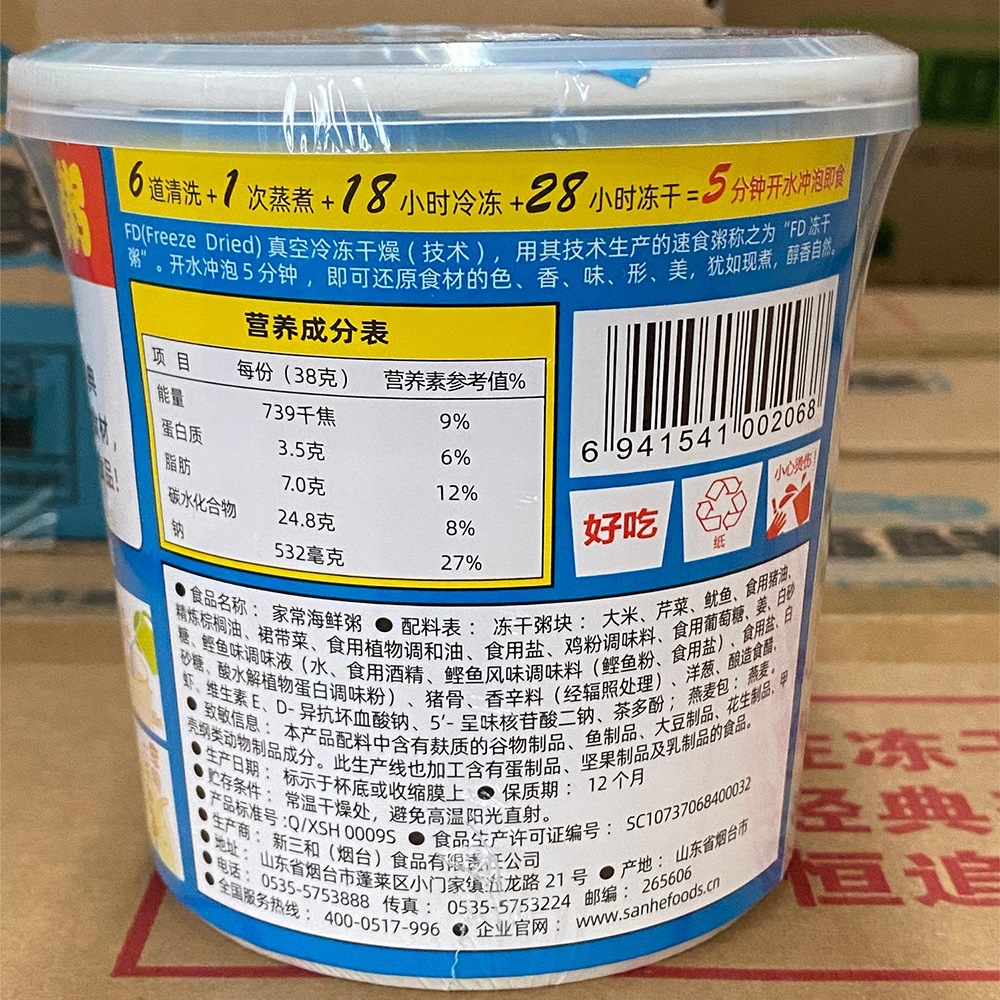 粥
6道清洗+1次蒸煮+18小时冷冻+28小时冻干=5分钟开水冲泡即食
FD(Freeze Dried)真空冷冻干燥(技术),用其技术生产的速食粥称之为“FD 冻干
粥”。开水冲泡5分钟,即可还原食材的色、香、味、形、美,犹如现煮,醇香自然。
营养成分表
项 目 每份(38克) 营养素参考值%
能量 739千焦 9%
蛋白质 3.5克 6%
脂肪 7.0克 12%
碳水化合物 24.8克 8%
钠 532毫克 27%
6 941541 002068
好吃
纸
小心烫伤!
●食品名称: 家常海鲜粥 ●配料表: 冻干粥块: 大米、芹菜、鱿鱼、食用猪油、
精炼棕榈油、裙带菜、食用植物调和油、食用盐、鸡粉调味料、食用葡萄糖、姜、白砂
糖、鲣鱼味调味液(水、食用酒精、鲣鱼风味调味料(鲣鱼粉、食用盐)、食用盐、白
砂糖、酸水解植物蛋白调味粉)、猪骨、香辛料(经辐照处理)、洋葱、酿造食醋、
虾、维生素E、D-异抗坏血酸钠、5’-呈味核苷酸二钠、茶多酚; 燕麦包: 燕麦。
●致敏信息: 本产品配料中含有麸质的谷物制品、鱼制品、大豆制品、花生制品、甲
壳纲类动物制品成分。此生产线也加工含有蛋制品、坚果制品及乳制品的食品。
●生产日期: 标示于杯底或收缩膜上 ●保质期: 12个月
●贮存条件: 常温干燥处,避免高温阳光直射。
●产品标准号:Q/XSH 0009S ●食品生产许可证编号: SC10737068400032
●生产商: 新三和(烟台)食品有限责任公司 ●产地: 山东省烟台市
●地址: 山东省烟台市蓬莱区小门家镇蓝龙路21号 邮编: 265606
●电话: 0535-5753888 传真: 0535-5753224
●全国服务热线: 400-0517-996 ●企业官网: www.sanhefoods.cn
冻干
经典
恒追